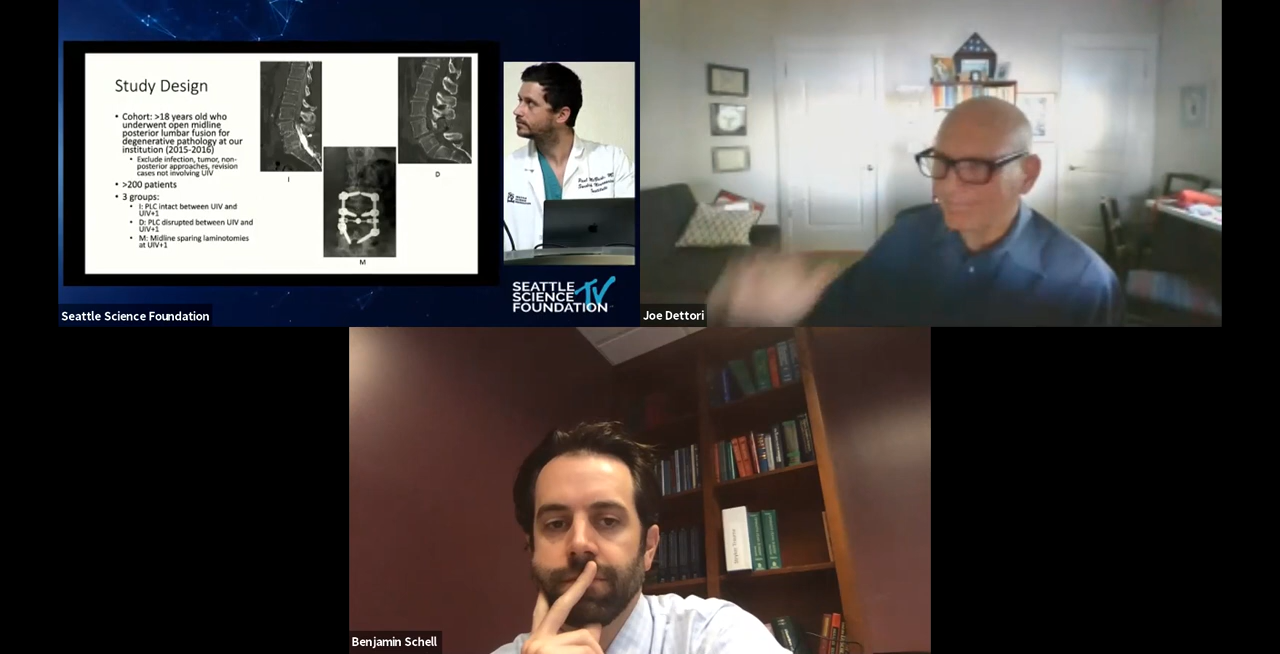 Study Design
• Cohort: >18 years old who
underwent open midline
posterior lumbar fusion for
degenerative pathology at our
institution (2015-2016)
• Exclude infection, tumor, non-
posterior approaches, revision
cases not involving UIV
• >200 patients
• 3 groups:
• I: PLC intact between UIV and
UIV+1
• D: PLC disrupted between UIV and
UIV+1
• M: Midline sparing laminotomies
at UIV+1
I
D
M
SEATTLE
SCIENCE
FOUNDATION
TV
Seattle Science Foundation
Joe Dettori
Benjamin Schell